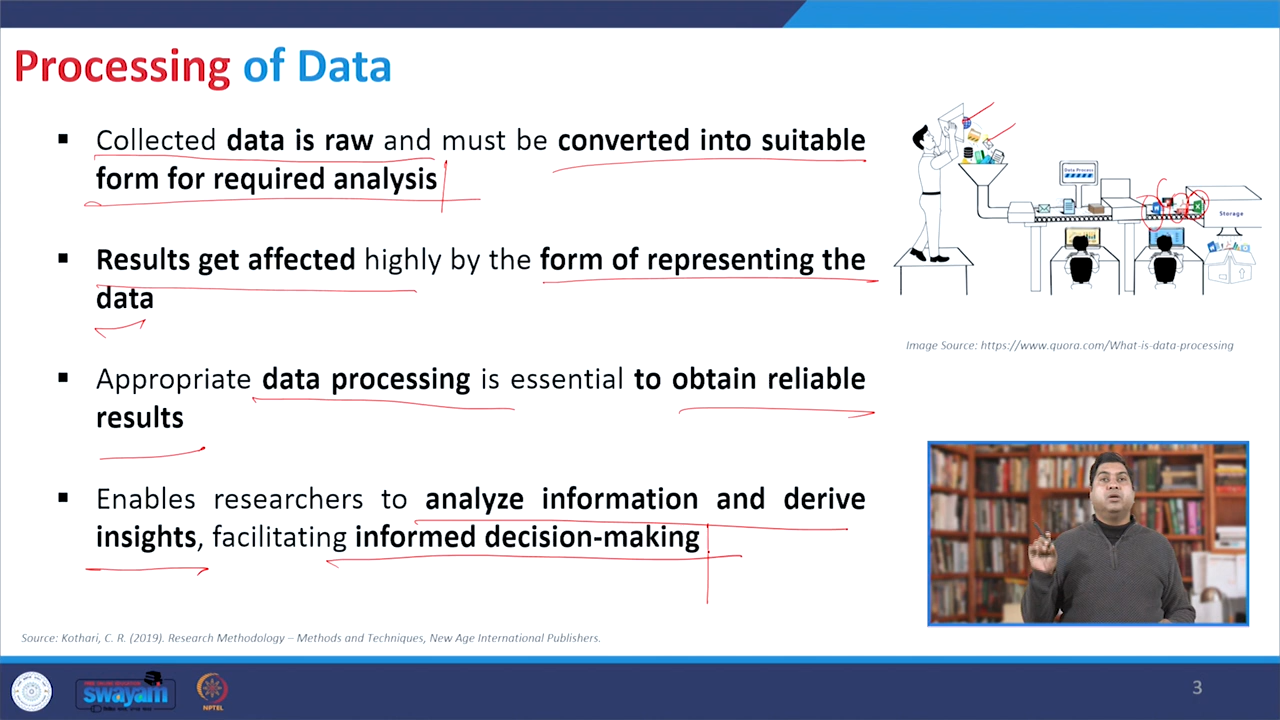 Processing of Data
▪ Collected data is raw and must be converted into suitable
form for required analysis
▪ Results get affected highly by the form of representing the
data
▪ Appropriate data processing is essential to obtain reliable
results
▪ Enables researchers to analyze information and derive
insights, facilitating informed decision-making
Data Process
Storage
Image Source: https://www.quora.com/What-is-data-processing
Source: Kothari, C. R. (2019). Research Methodology – Methods and Techniques, New Age International Publishers.
swayam
NPTEL
3